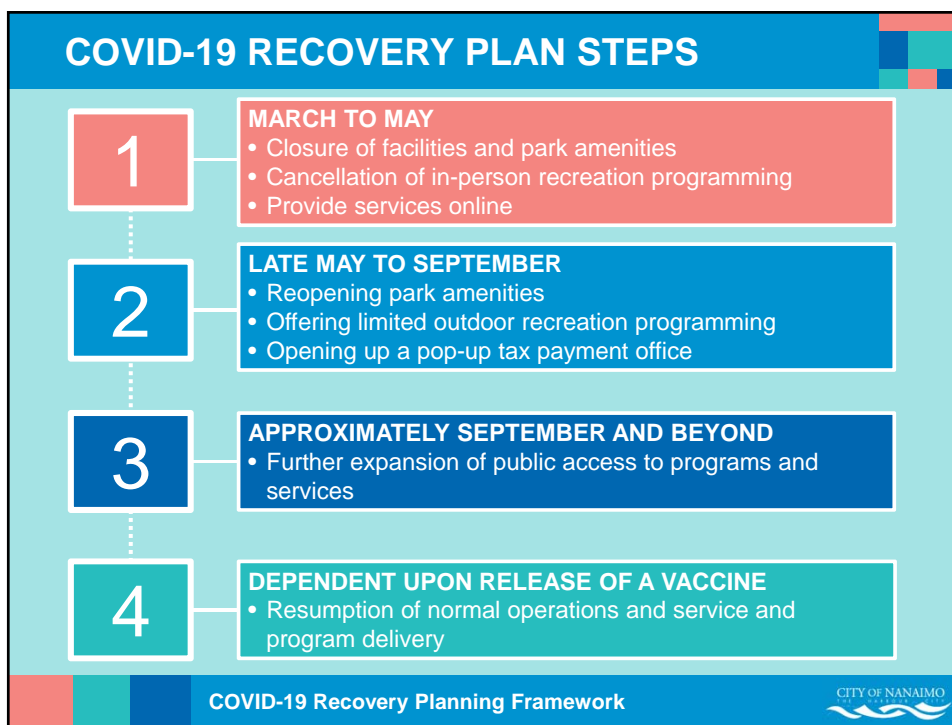 COVID-19 RECOVERY PLAN STEPS
1
MARCH TO MAY
• Closure of facilities and park amenities
• Cancellation of in-person recreation programming
• Provide services online
2
LATE MAY TO SEPTEMBER
• Reopening park amenities
• Offering limited outdoor recreation programming
• Opening up a pop-up tax payment office
3
APPROXIMATELY SEPTEMBER AND BEYOND
• Further expansion of public access to programs and
services
4
DEPENDENT UPON RELEASE OF A VACCINE
• Resumption of normal operations and service and
program delivery
COVID-19 Recovery Planning Framework
CITY OF NANAIMO
THE HARBOUR CITY